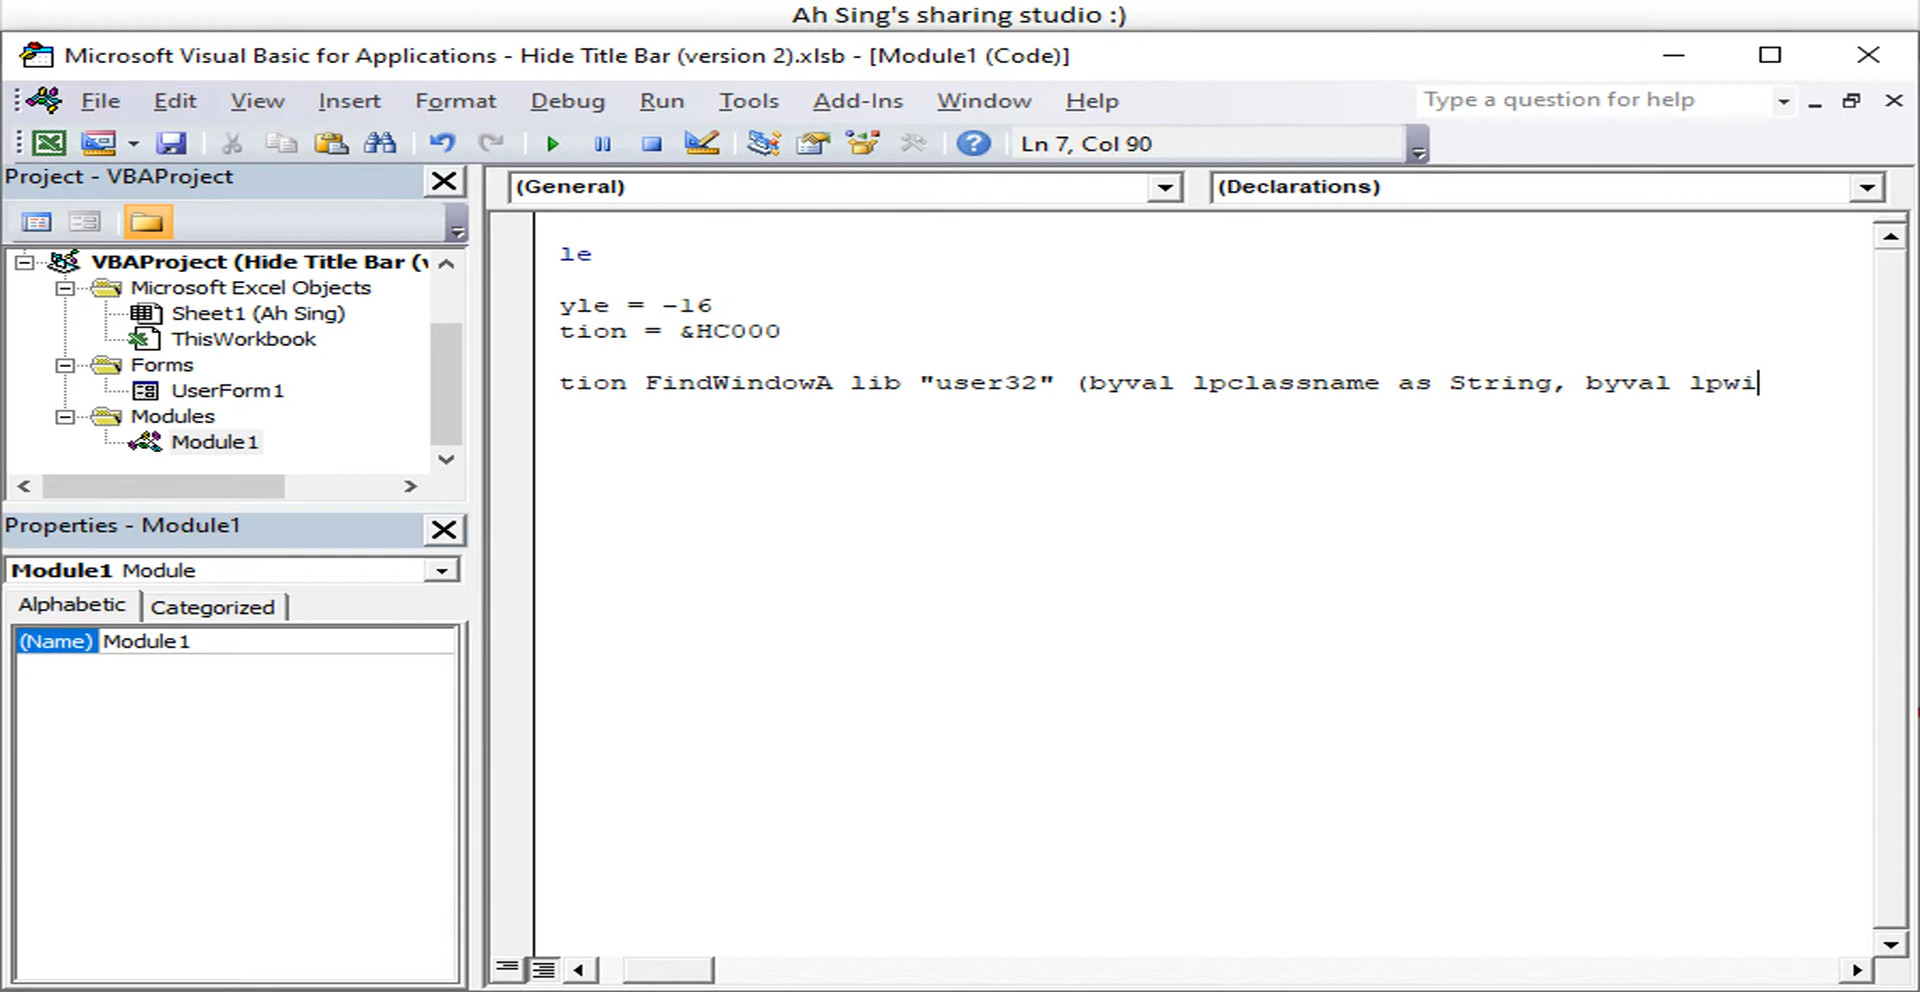 Ah Sing's sharing studio :)
Microsoft Visual Basic for Applications - Hide Title Bar (version 2).xlsb - [Module1 (Code)]
File Edit View Insert Format Debug Run Tools Add-Ins Window Help Type a question for help
Ln 7, Col 90
Project - VBAProject
(General) (Declarations)
VBAProject (Hide Title Bar (v
Microsoft Excel Objects
Sheet1 (Ah Sing)
ThisWorkbook
Forms
UserForm1
Modules
Module1
Properties - Module1
Module1 Module
Alphabetic Categorized
(Name) Module1
le
yle = -16
tion = &HC000
tion FindWindowA lib "user32" (byval lpclassname as String, byval lpwi